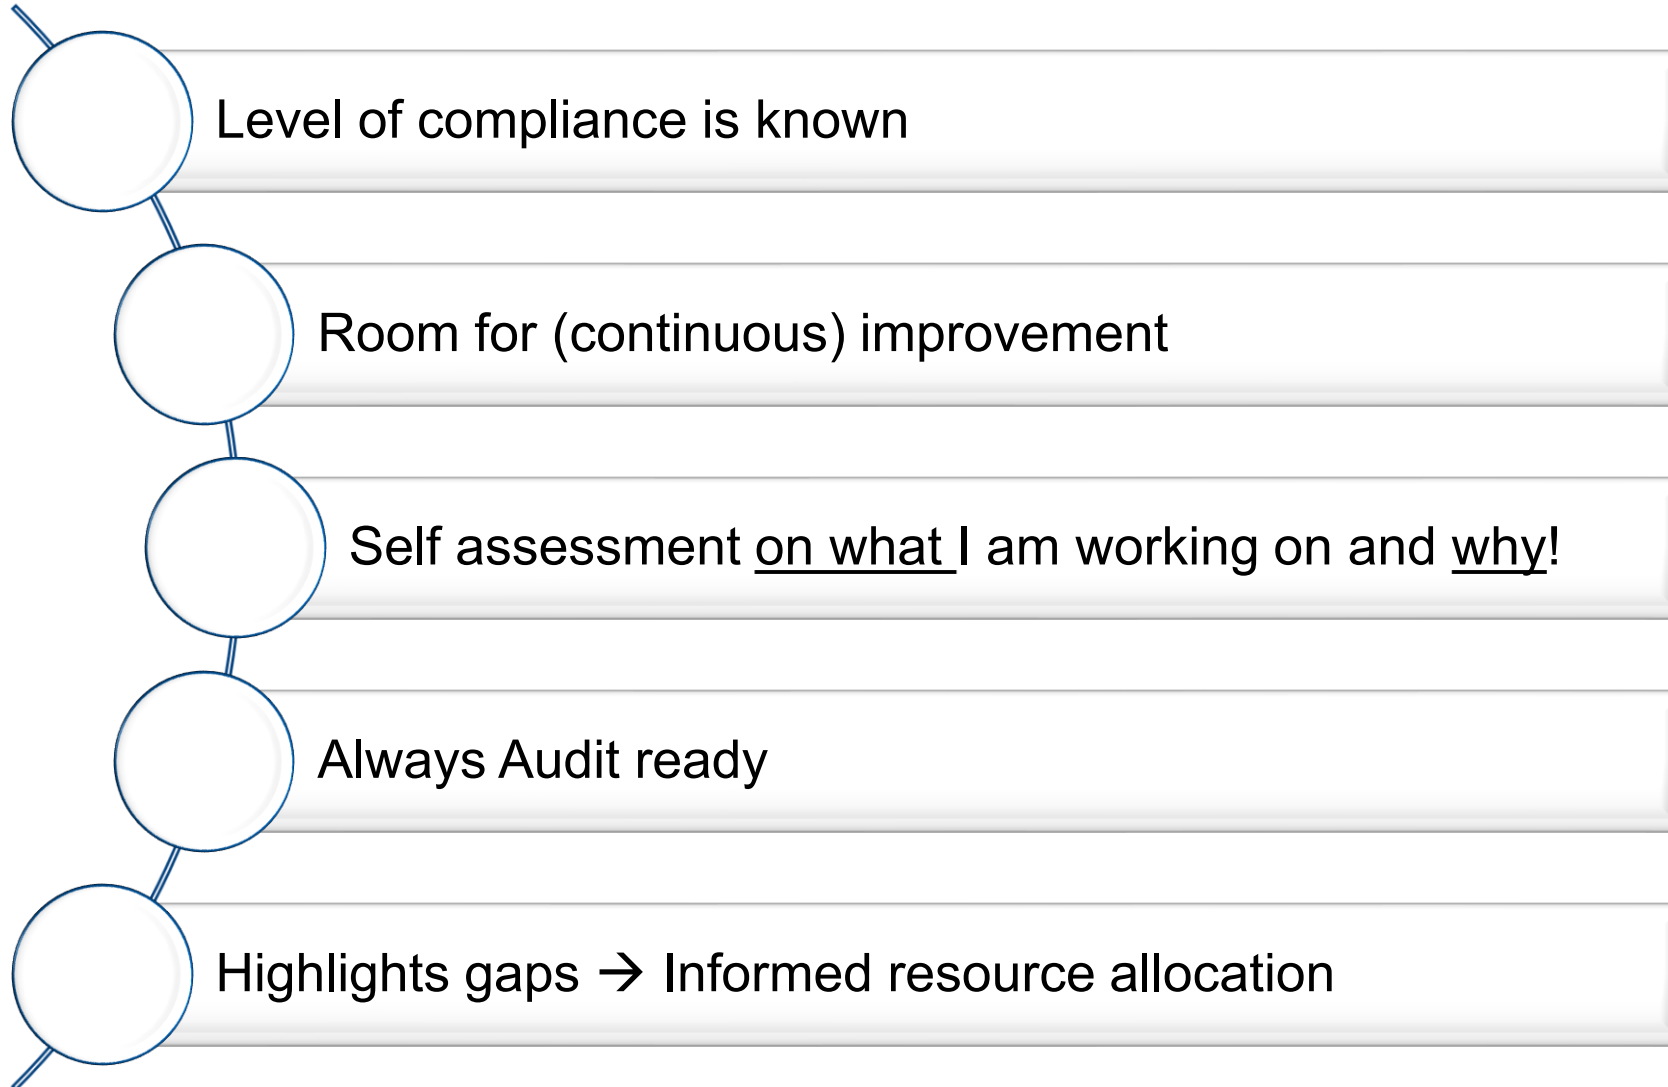 Level of compliance is known
Room for (continuous) improvement
Self assessment on what I am working on and why!
Always Audit ready
Highlights gaps → Informed resource allocation